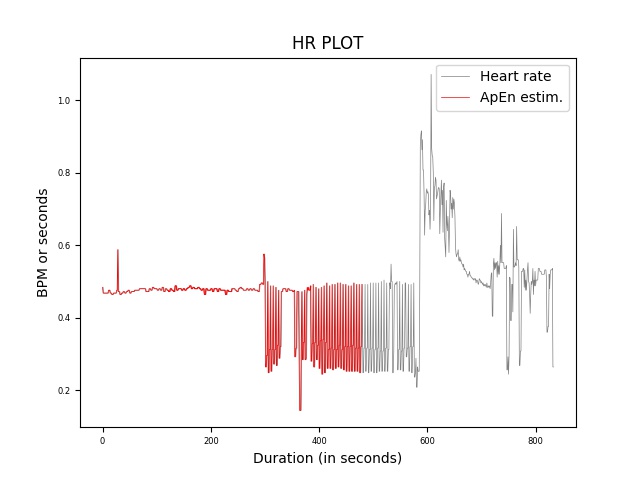 HR PLOT
Heart rate
ApEn estim.
BPM or seconds
1.0
0.8
0.6
0.4
0.2
0 200 400 600 800
Duration (in seconds)